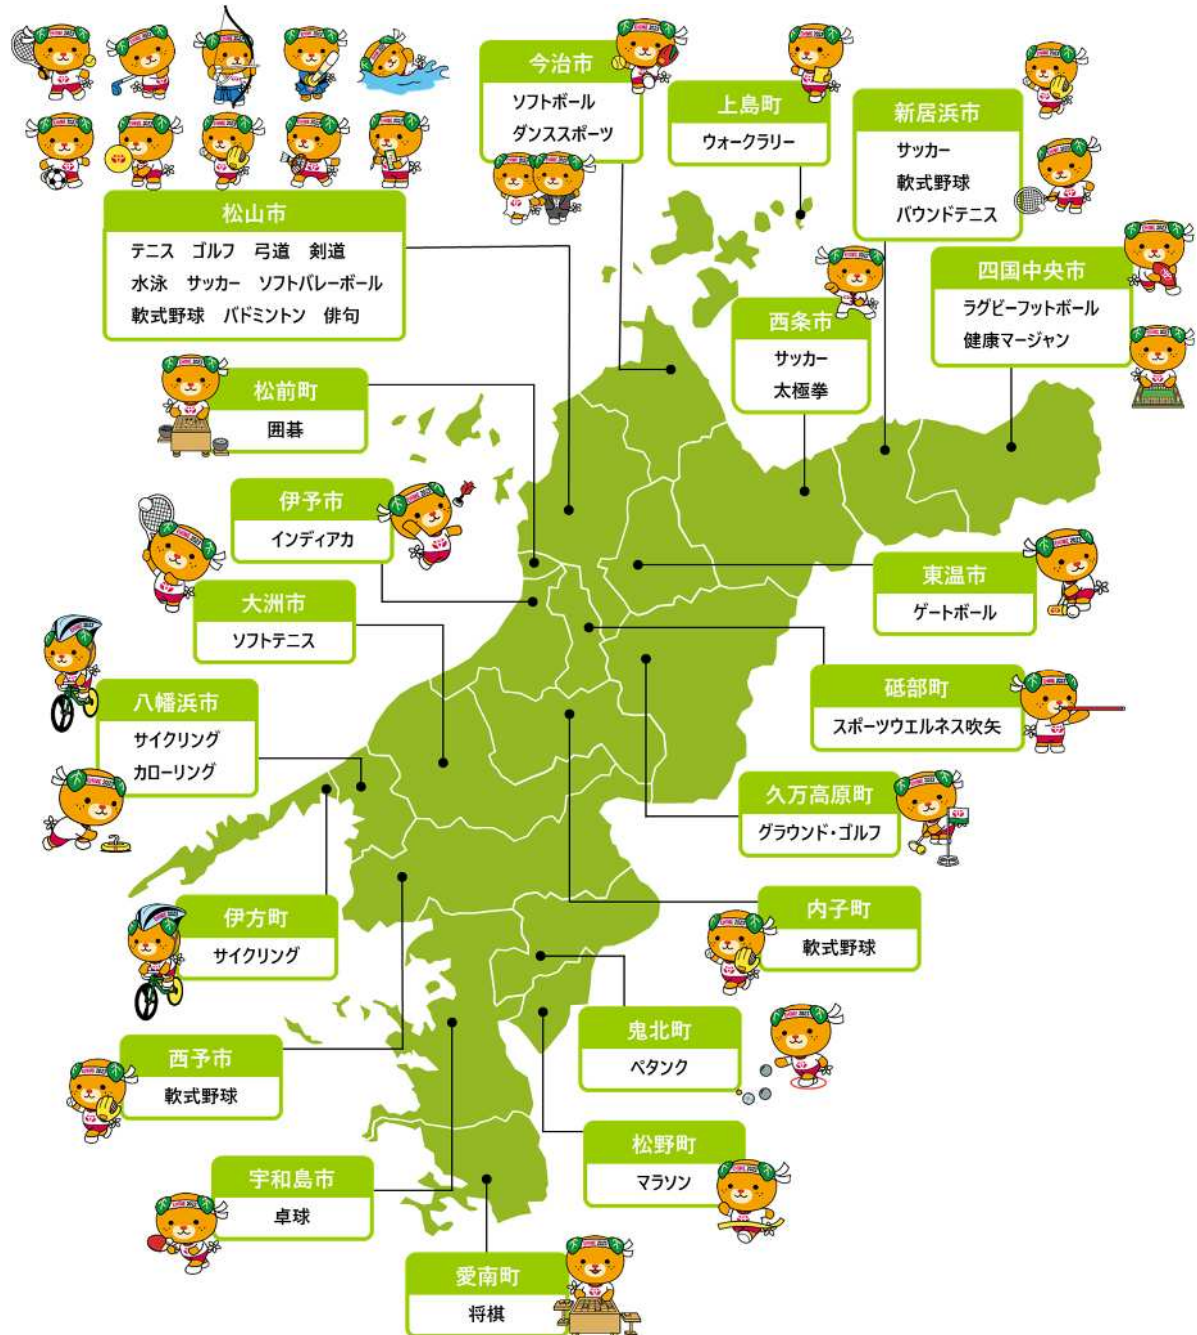 今治市
ソフトボール
ダンススポーツ
上島町
ウォークラリー
新居浜市
サッカー
軟式野球
バウンドテニス
松山市
テニス ゴルフ 弓道 剣道
水泳 サッカー ソフトバレーボール
軟式野球 バドミントン 俳句
四国中央市
ラグビーフットボール
健康マージャン
西条市
サッカー
太極拳
松前町
囲碁
伊予市
インディアカ
東温市
ゲートボール
大洲市
ソフトテニス
砥部町
スポーツウエルネス吹矢
八幡浜市
サイクリング
カローリング
久万高原町
グラウンド・ゴルフ
伊方町
サイクリング
内子町
軟式野球
鬼北町
ペタンク
西予市
軟式野球
松野町
マラソン
宇和島市
卓球
愛南町
将棋